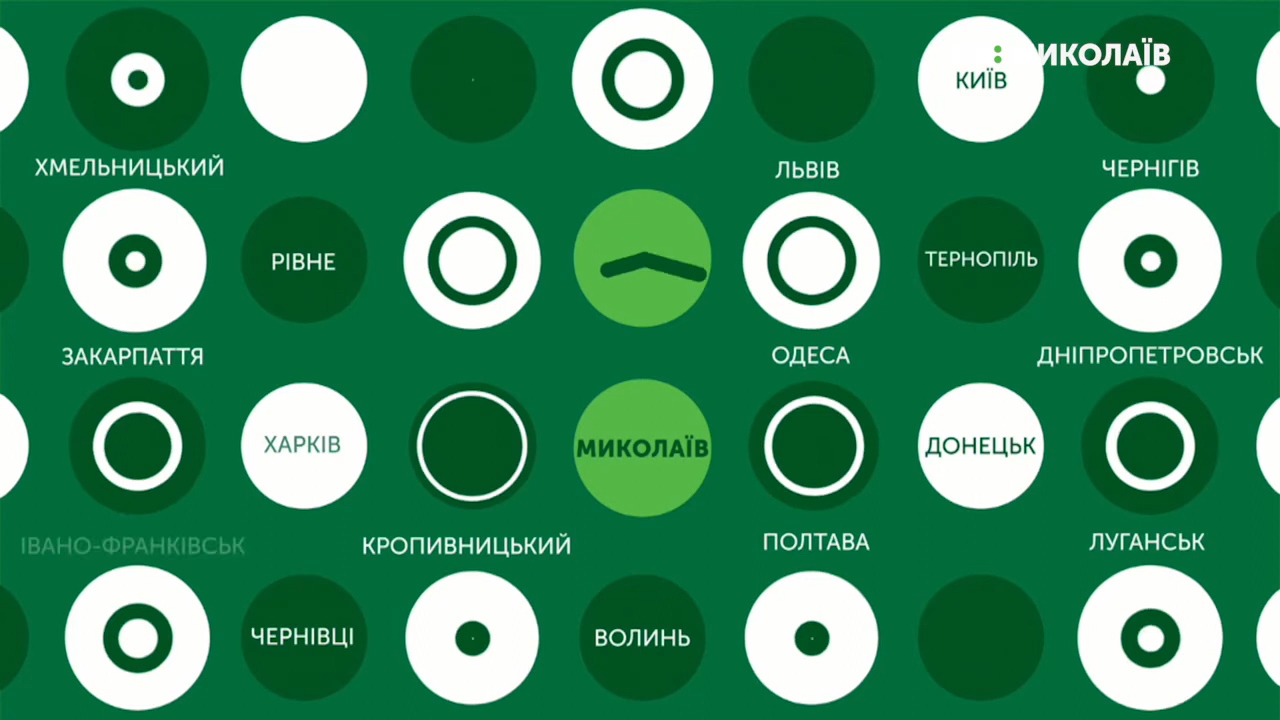 : МИКОЛАЇВ
КИЇВ
ХМЕЛЬНИЦЬКИЙ
ЛЬВІВ
ЧЕРНІГІВ
РІВНЕ
ТЕРНОПІЛЬ
ЗАКАРПАТТЯ
ОДЕСА
ДНІПРОПЕТРОВСЬК
ХАРКІВ
МИКОЛАЇВ
ДОНЕЦЬК
ІВАНО-ФРАНКІВСЬК
КРОПИВНИЦЬКИЙ
ПОЛТАВА
ЛУГАНСЬК
ЧЕРНІВЦІ
ВОЛИНЬ